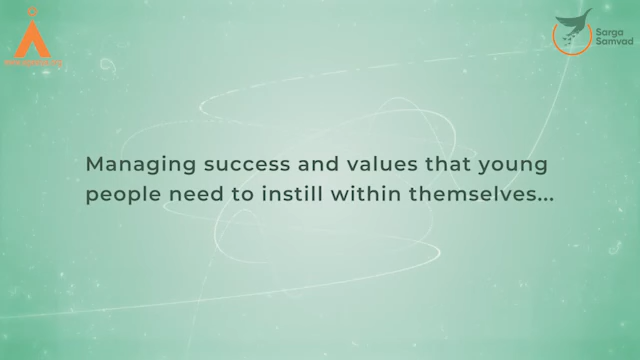 Sarga
Samvad
Managing success and values that young
people need to instill within themselves...